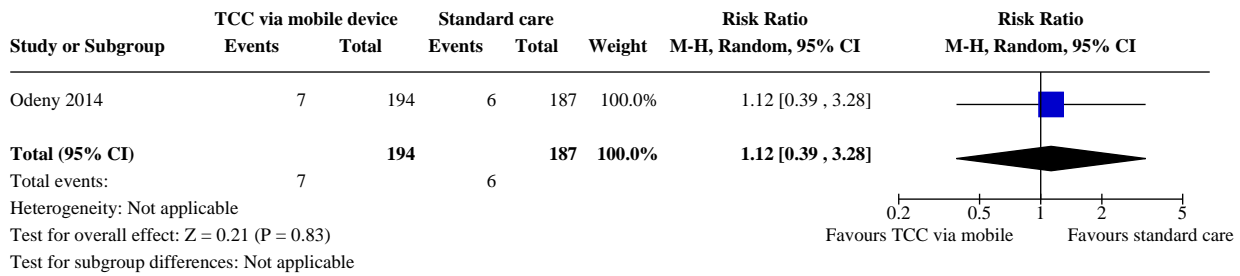 TCC via mobile device Standard care Risk Ratio Risk Ratio
Study or Subgroup Events Total Events Total Weight M-H, Random, 95% CI M-H, Random, 95% CI
Odeny 2014 7 194 6 187 100.0% 1.12 [0.39 , 3.28]
Total (95% CI) 194 187 100.0% 1.12 [0.39 , 3.28]
Total events: 7 6
Heterogeneity: Not applicable
0.2 0.5 1 2 5
Test for overall effect: Z = 0.21 (P = 0.83) Favours TCC via mobile Favours standard care
Test for subgroup differences: Not applicable